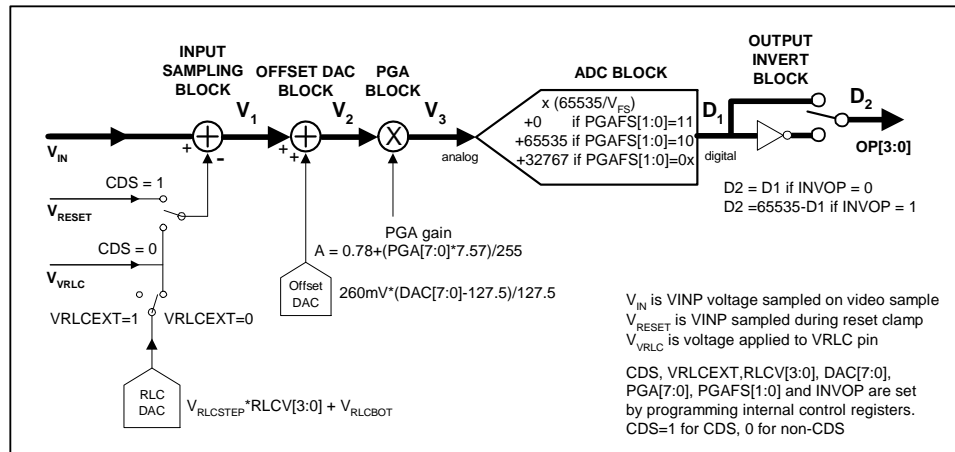 INPUT
SAMPLING
BLOCK
OFFSET DAC
BLOCK
PGA
BLOCK
ADC BLOCK
OUTPUT
INVERT
BLOCK
V1
V2
V3
D1
D2
x (65535/VFS)
+0 if PGAFS[1:0]=11
+65535 if PGAFS[1:0]=10
+32767 if PGAFS[1:0]=0x
+
-
+
+
+
+
X
VIN
analog
digital
OP[3:0]
D2 = D1 if INVOP = 0
D2 =65535-D1 if INVOP = 1
CDS = 1
VRESET
CDS = 0
VVRLC
VRLCEXT=1
VRLCEXT=0
PGA gain
A = 0.78+(PGA[7:0]*7.57)/255
Offset
DAC
260mV*(DAC[7:0]-127.5)/127.5
RLC
DAC
VRLCSTEP*RLCV[3:0] + VRLCBOT
VIN is VINP voltage sampled on video sample
VRESET is VINP sampled during reset clamp
VVRLC is voltage applied to VRLC pin
CDS, VRLCEXT,RLCV[3:0], DAC[7:0],
PGA[7:0], PGAFS[1:0] and INVOP are set
by programming internal control registers.
CDS=1 for CDS, 0 for non-CDS